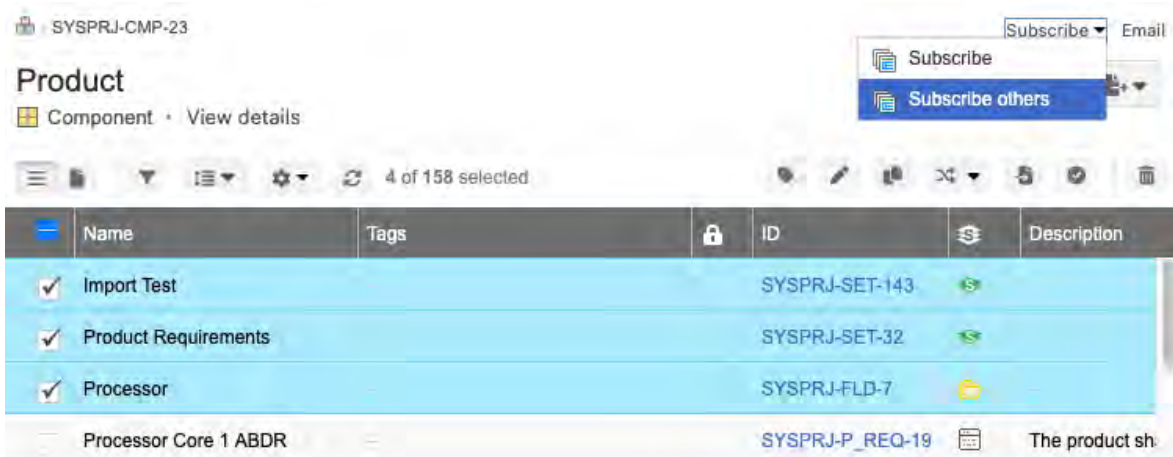 SYSPRJ-CMP-23
Subscribe Email
Subscribe
Product
Subscribe others
Component · View details
4 of 158 selected
Name Tags ID Description
Import Test SYSPRJ-SET-143
Product Requirements SYSPRJ-SET-32
Processor SYSPRJ-FLD-7
Processor Core 1 ABDR SYSPRJ-P_REQ-19 The product sh